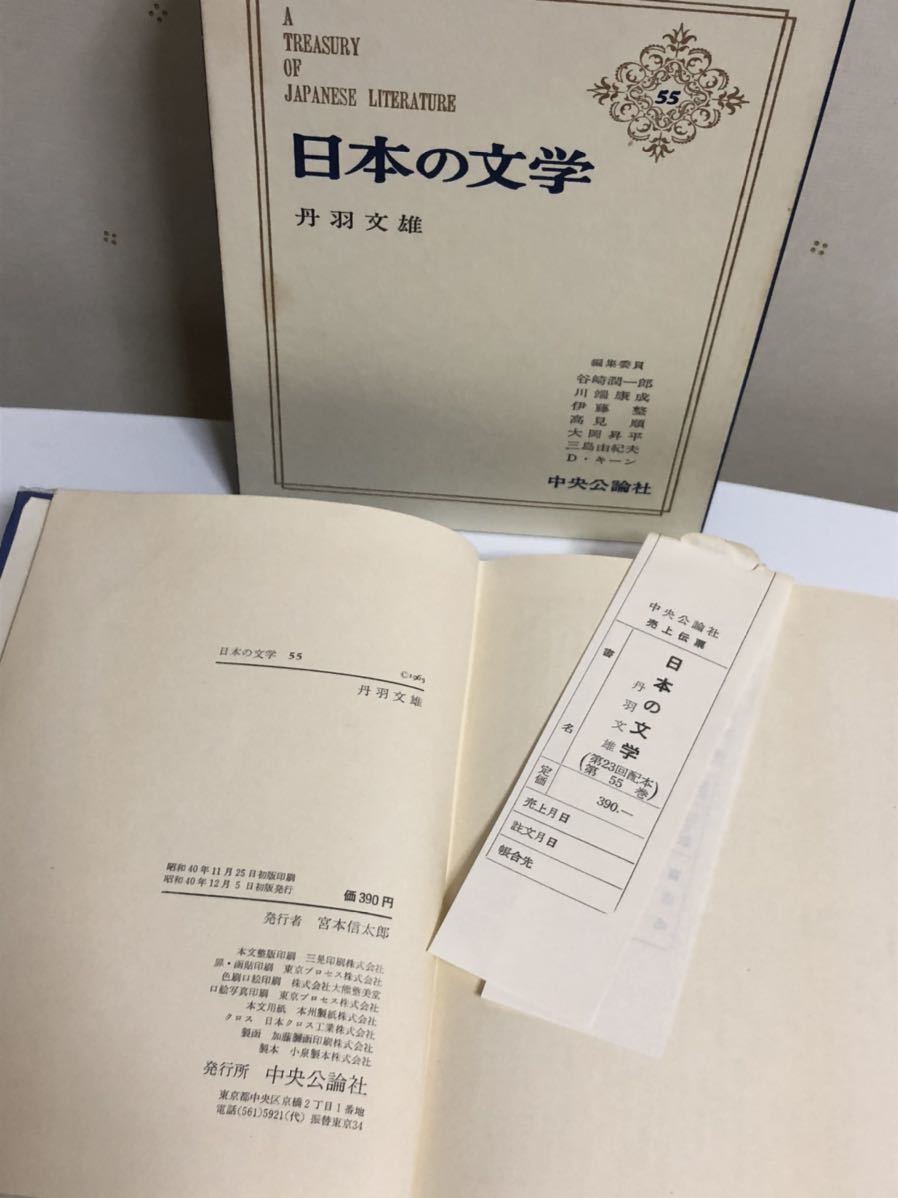 A
TREASURY
OF
JAPANESE LITERATURE
55
日本の文学
丹羽文雄
編集委員
谷崎潤一郎
川端康成
伊藤整
高見順
大岡昇平
三島由紀夫
D・キーン
中央公論社
日本の文学 55
©1965
丹羽文雄
昭和40年11月25日初版印刷
昭和40年12月5日初版発行
価390円
発行者 宮本信太郎
本文整版印刷 三晃印刷株式会社
扉・函貼印刷 東京プロセス株式会社
色刷口絵印刷 株式会社大熊整美堂
口絵写真印刷 東京プロセス株式会社
本文用紙 本州製紙株式会社
クロス 日本クロス工業株式会社
製函 加藤製函印刷株式会社
製本 小泉製本株式会社
発行所 中央公論社
東京都中央区京橋2丁目1番地
電話(561)5921(代) 振替東京34
中央公論社
売上伝票
書名
日本の文学
丹羽文雄
(第23回配本)
(第55巻)
定価
390.—
売上月日
註文月日
帳合先